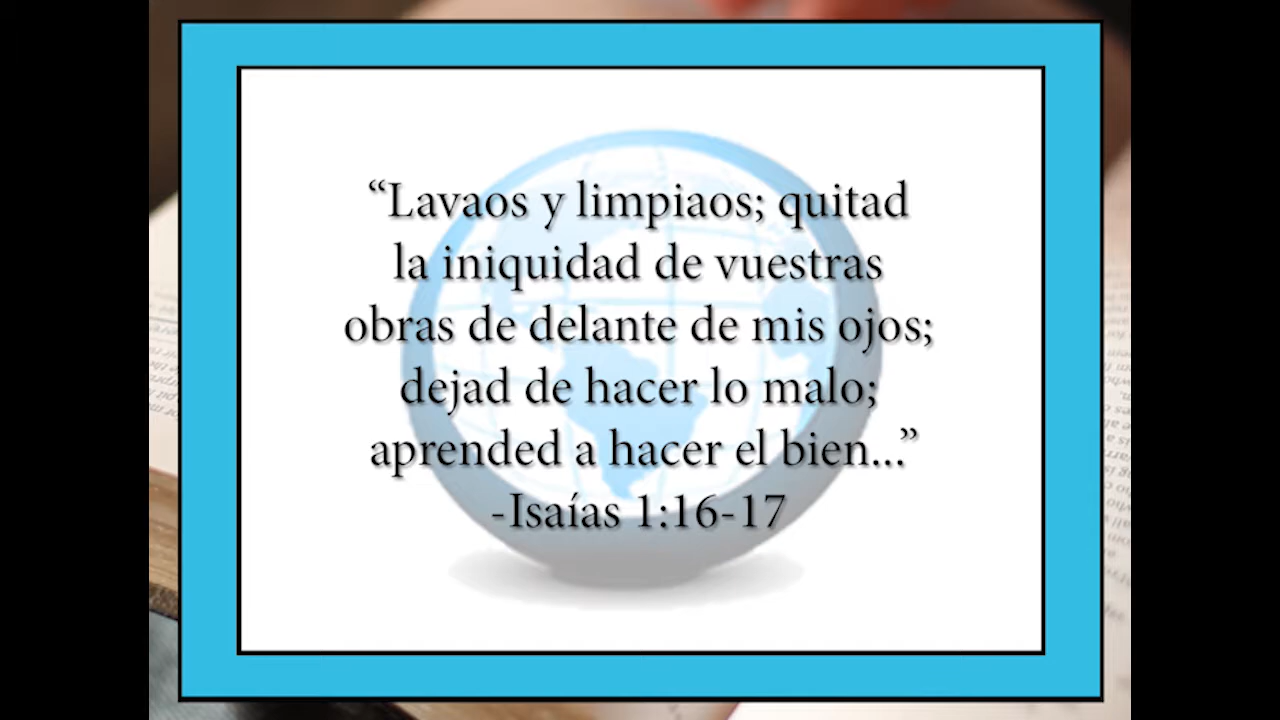 “Lavaos y limpiaos; quitad
la iniquidad de vuestras
obras de delante de mis ojos;
dejad de hacer lo malo;
aprended a hacer el bien...”
-Isaías 1:16-17